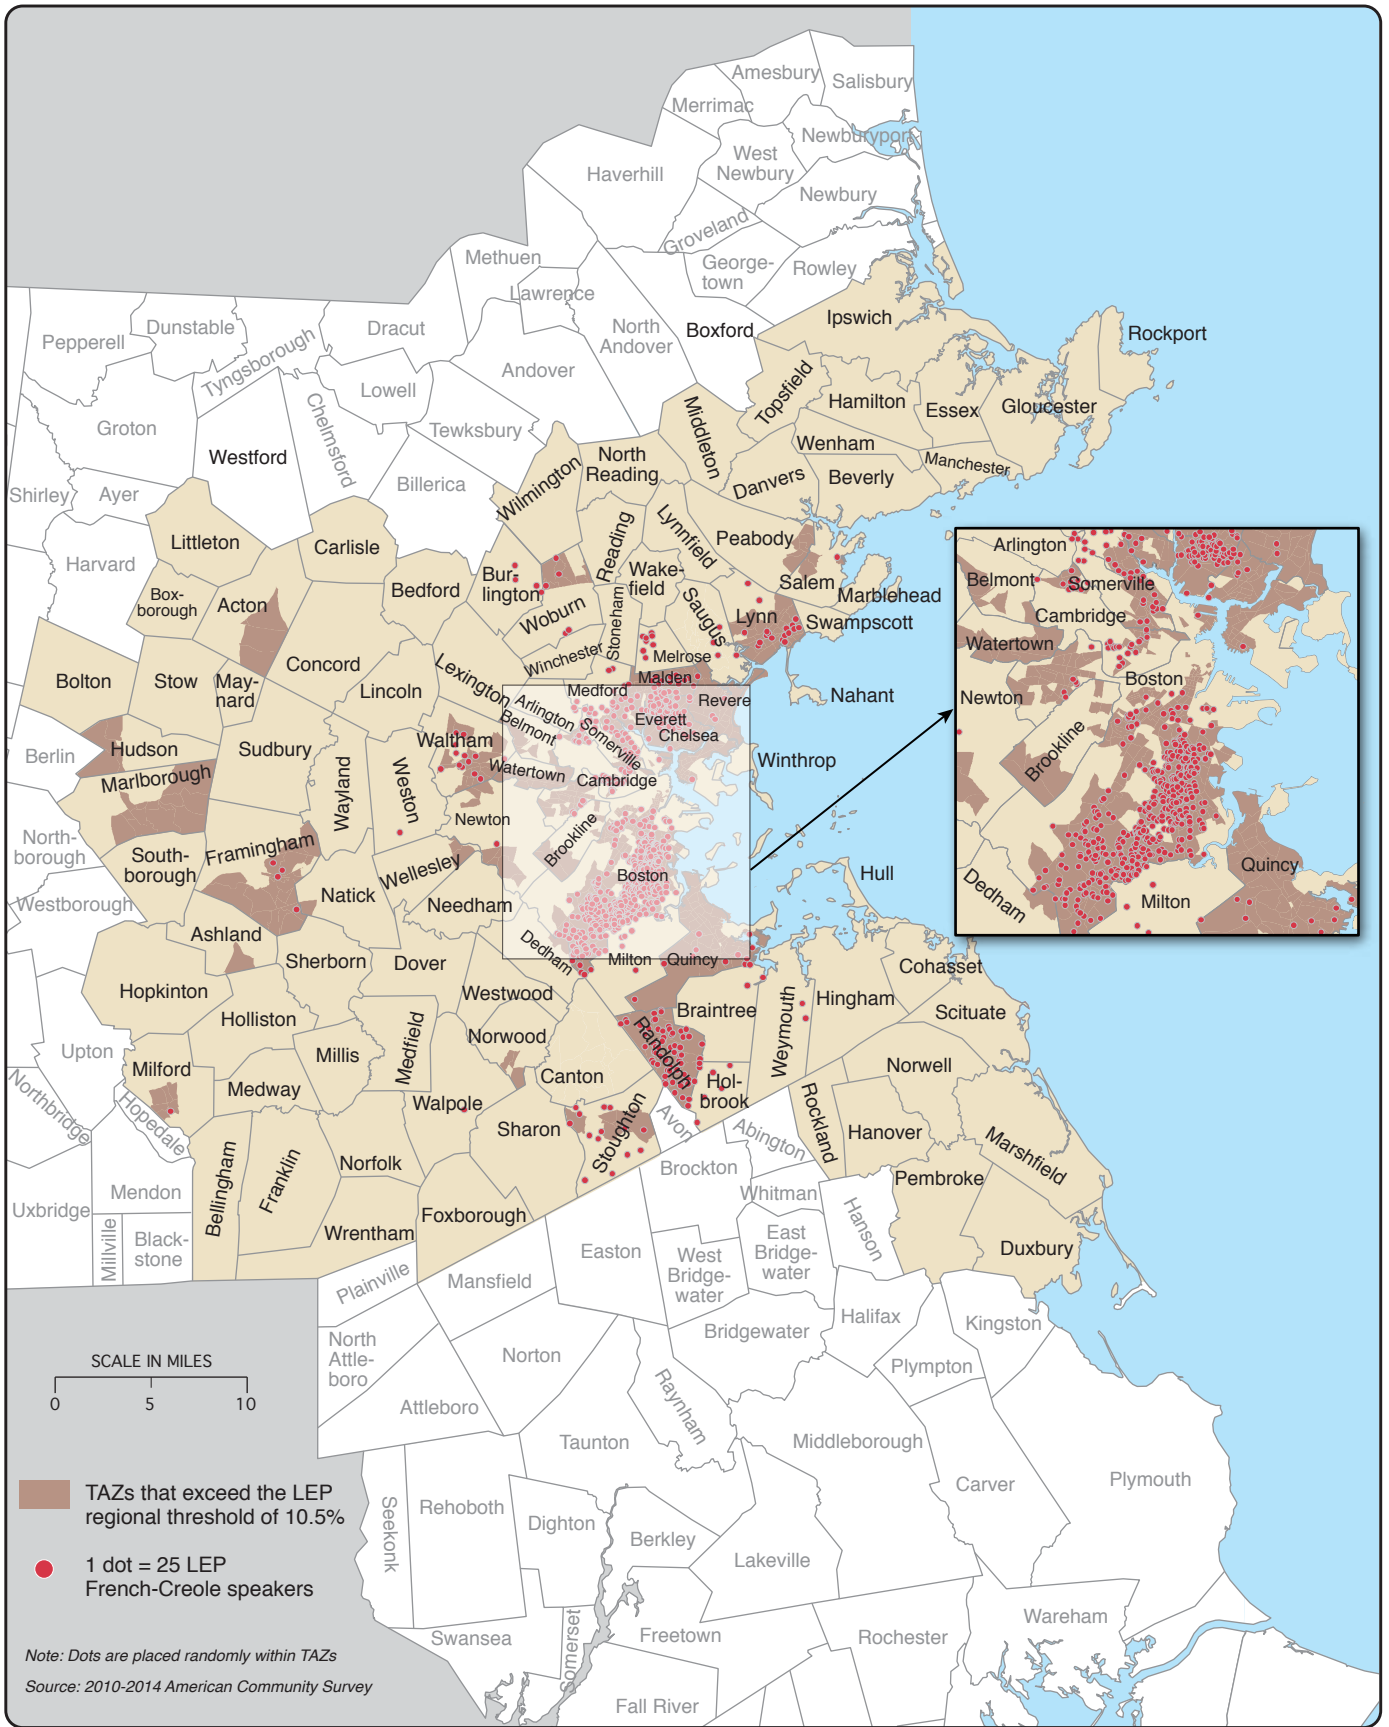 Amesbury
Salisbury
Merrimac
Newburyport
West
Newbury
Haverhill
Newbury
Groveland
Methuen
George-
town
Rowley
Lawrence
Ipswich
Dunstable
Dracut
North
Andover
Boxford
Rockport
Pepperell
Tyngsborough
Andover
Lowell
Topsfield
Hamilton
Essex
Gloucester
Chelmsford
Middleton
Groton
Tewksbury
Wenham
Westford
North
Reading
Manchester
Billerica
Wilmington
Danvers
Beverly
Shirley
Ayer
Lynnfield
Peabody
Littleton
Carlisle
Reading
Harvard
Bur-
lington
Wake-
field
Salem
Bedford
Marblehead
Box-
borough
Acton
Woburn
Stoneham
Saugus
Lynn
Swampscott
Winchester
Melrose
Concord
Lexington
Malden
Bolton
Stow
May-
nard
Lincoln
Medford
Revere
Nahant
Arlington
Everett
Belmont
Somerville
Chelsea
Berlin
Hudson
Sudbury
Waltham
Winthrop
Marlborough
Wayland
Weston
Watertown
Cambridge
North-
borough
Newton
Framingham
Brookline
South-
borough
Wellesley
Boston
Hull
Natick
Westborough
Needham
Ashland
Dedham
Milton
Quincy
Sherborn
Dover
Cohasset
Hopkinton
Westwood
Hingham
Braintree
Weymouth
Scituate
Holliston
Norwood
Randolph
Upton
Millis
Medfield
Norwell
Milford
Canton
Hol-
brook
Medway
Northbridge
Hopedale
Walpole
Sharon
Stoughton
Avon
Rockland
Abington
Hanover
Marshfield
Norfolk
Bellingham
Franklin
Brockton
Pembroke
Mendon
Whitman
Uxbridge
Foxborough
Hanson
Wrentham
Millville
Black-
stone
Easton
West
Bridge-
water
East
Bridge-
water
Duxbury
Plainville
Mansfield
Halifax
Kingston
North
Attle-
boro
Bridgewater
Norton
Plympton
Raynham
Attleboro
Taunton
Middleborough
Carver
Plymouth
Seekonk
Rehoboth
Dighton
Berkley
Lakeville
Wareham
Swansea
Somerset
Freetown
Rochester
Fall River
Arlington
Belmont
Somerville
Cambridge
Watertown
Boston
Newton
Brookline
Quincy
Dedham
Milton
SCALE IN MILES
0 5 10
TAZs that exceed the LEP
regional threshold of 10.5%
1 dot = 25 LEP
French-Creole speakers
Note: Dots are placed randomly within TAZs
Source: 2010-2014 American Community Survey